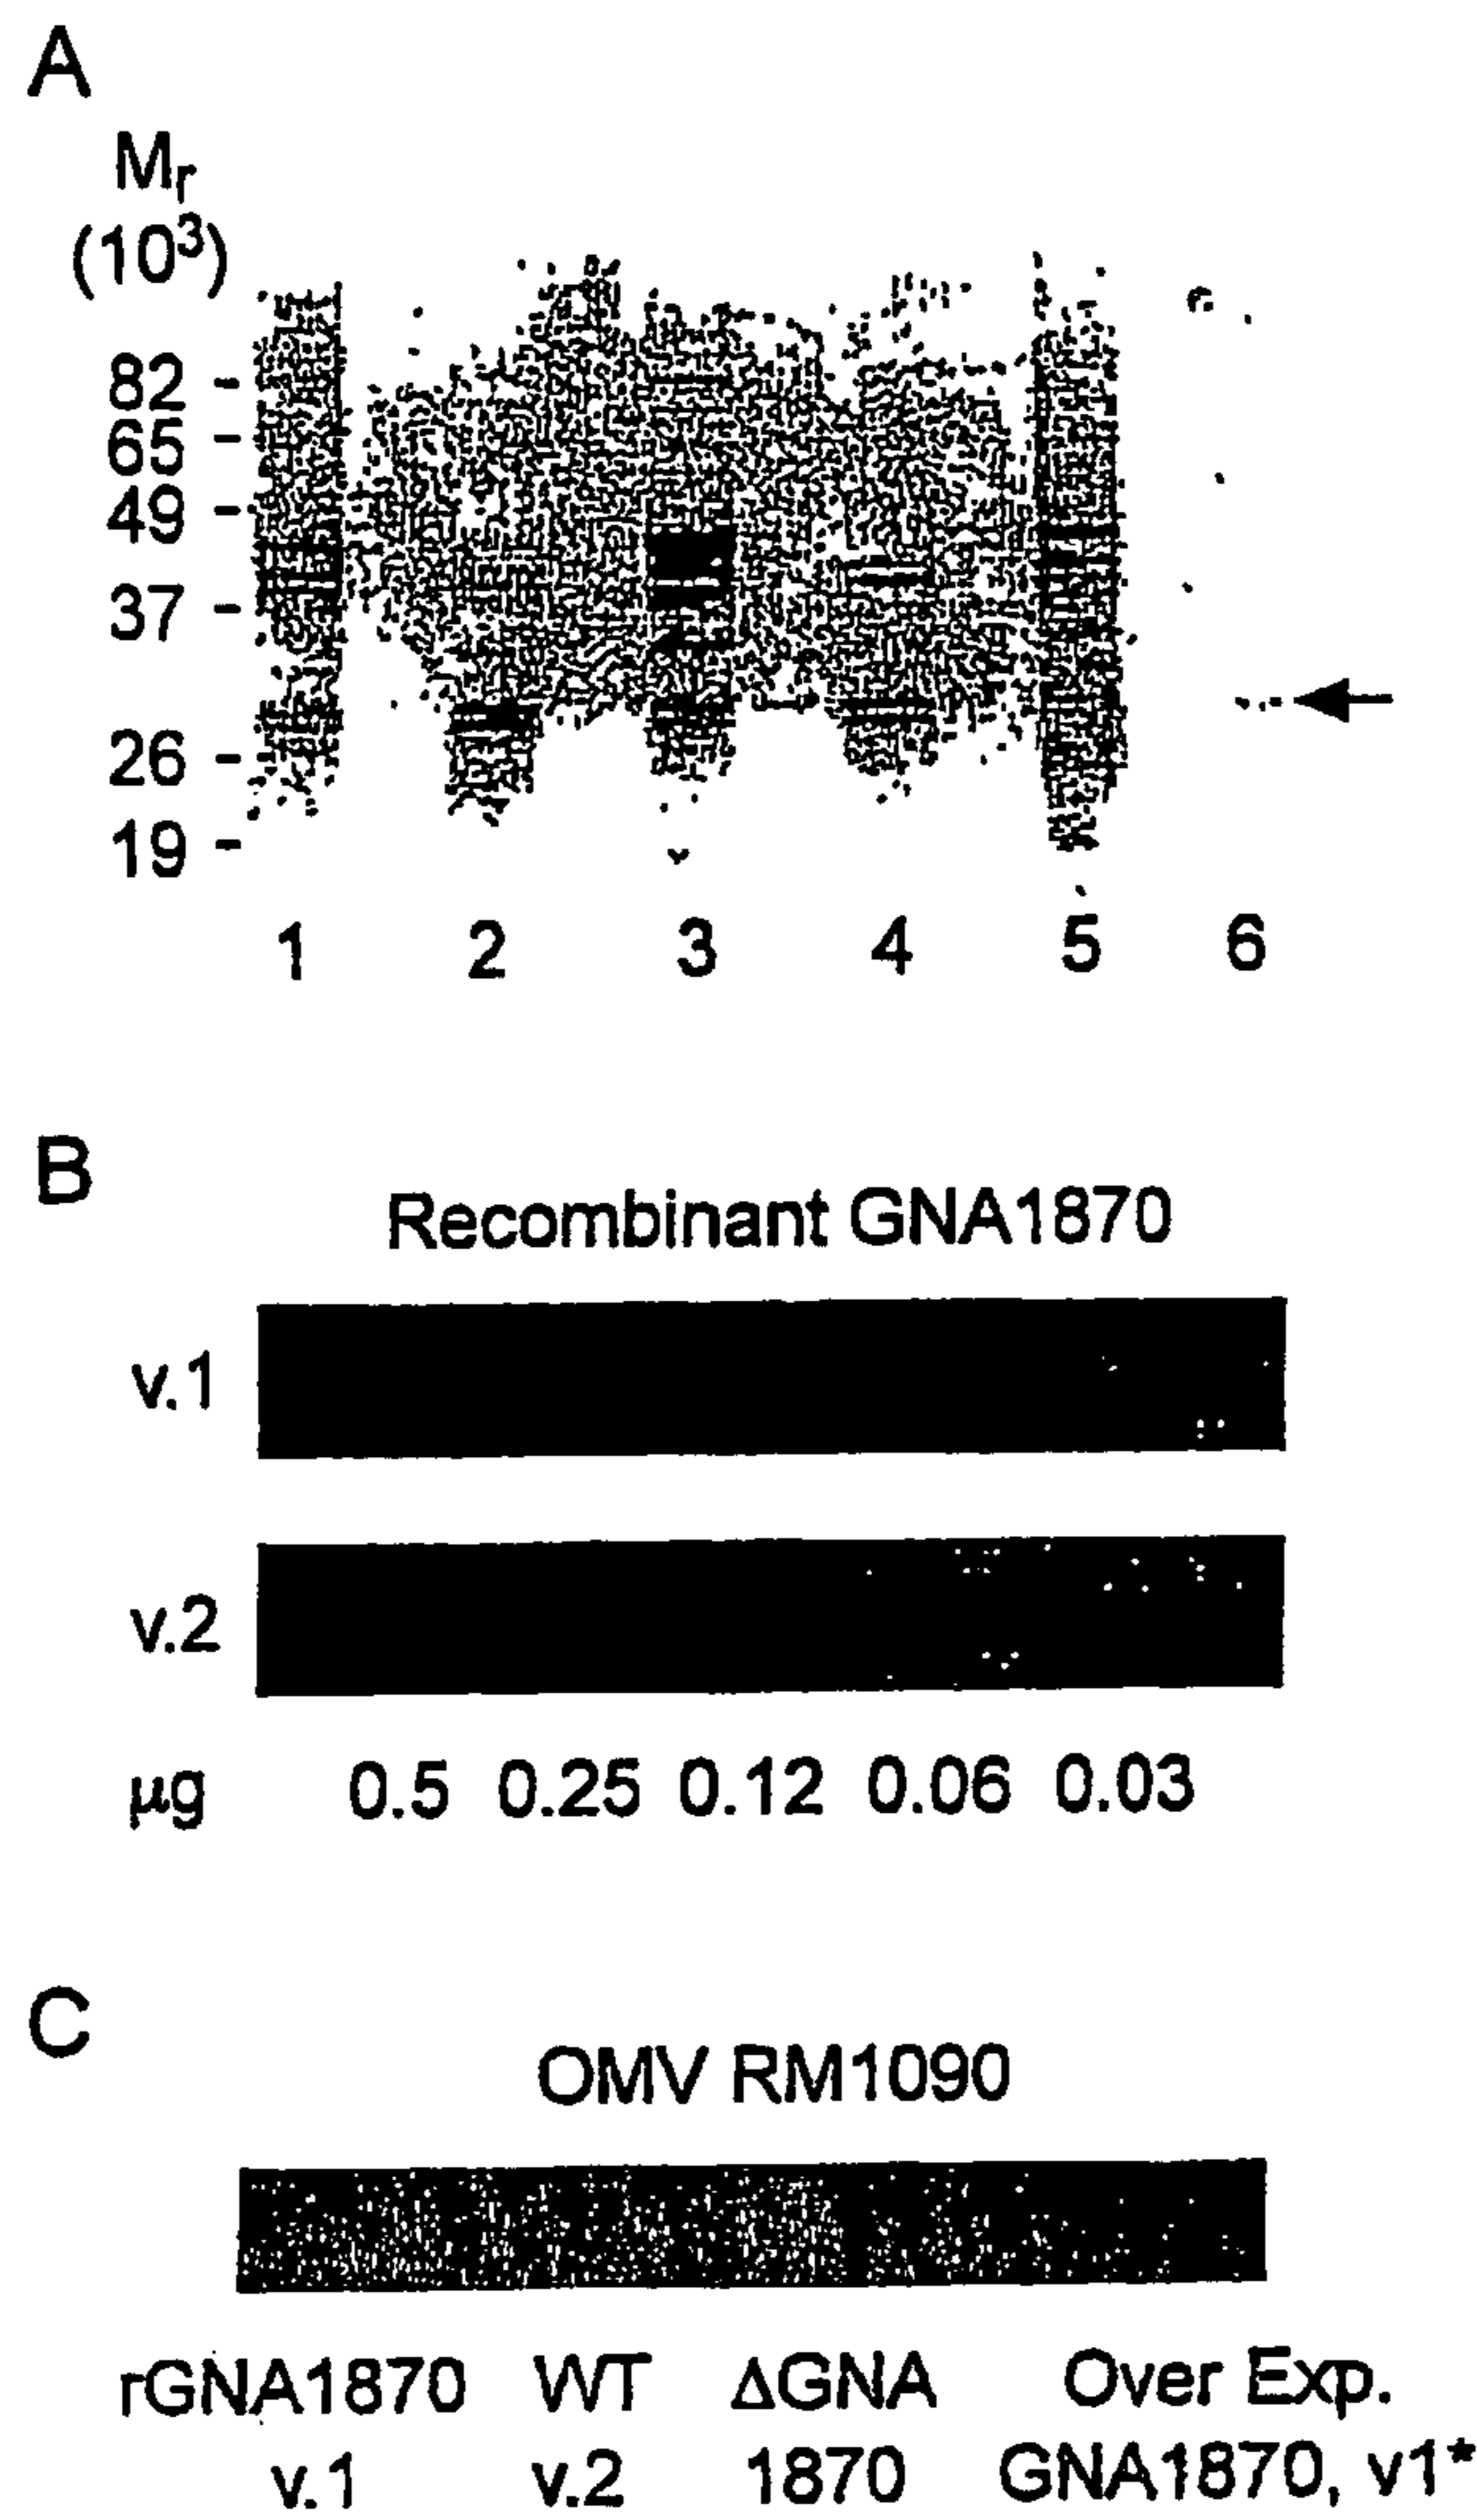 A
Mr
(10³)
82
65
49
37
26
19
1 2 3 4 5 6
B
Recombinant GNA1870
v.1
v.2
µg 0.5 0.25 0.12 0.06 0.03
C
OMV RM1090
rGNA1870 WT ΔGNA Over Exp.
v.1 v.2 1870 GNA1870, v1*